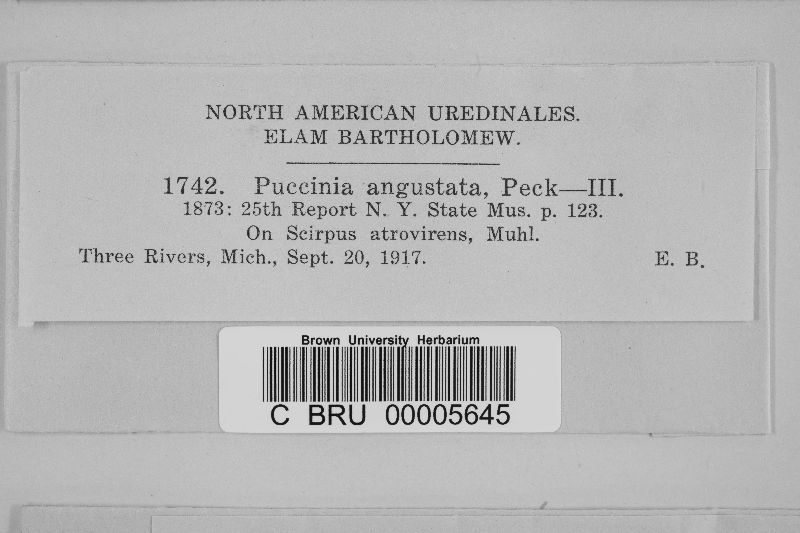 NORTH AMERICAN UREDINALES.
ELAM BARTHOLOMEW.
1742. Puccinia angustata, Peck—III.
1873: 25th Report N. Y. State Mus. p. 123.
On Scirpus atrovirens, Muhl.
Three Rivers, Mich., Sept. 20, 1917. E. B.
Brown University Herbarium
C BRU 00005645